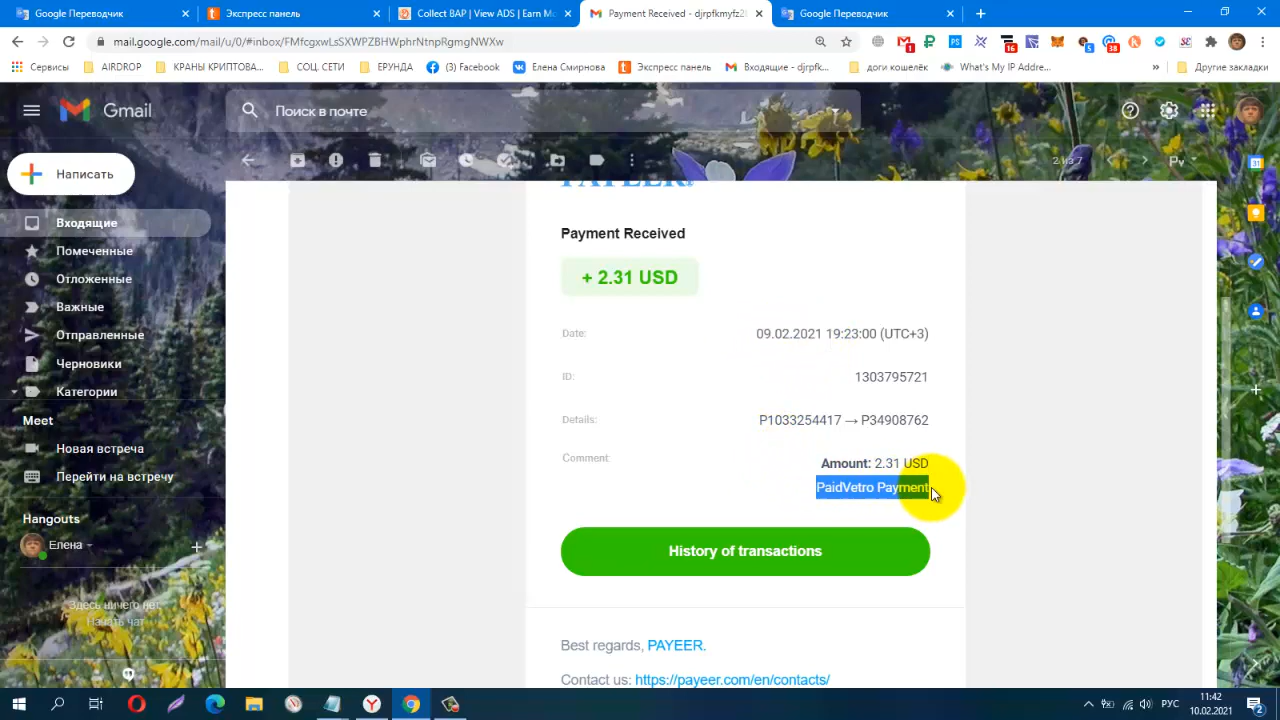 Google Переводчик
Экспресс панель
Collect BAP | View ADS | Earn Mo
Payment Received - djrpfkmyfz2
Google Переводчик
mail.google.com/mail/u/0/#inbox/FMfcgxwLsSXWPZBHWphrNtnpRgmgNWXw
Сервисы
AIRDROP
КРАНЫ КРИПТОВА...
СОЦ. СЕТИ
ЕРУНДА
(3) Facebook
Елена Смирнова
Экспресс панель
Входящие - djrpfk...
доги кошелёк
What's My IP Addre...
»
Другие закладки
Gmail
Поиск в почте
2 из 7
Написать
Входящие
Помеченные
Отложенные
Важные
Отправленные
Черновики
Категории
Meet
Новая встреча
Перейти на встречу
Hangouts
Елена
Здесь ничего нет.
Начать чат
PAYEER®
Payment Received
+ 2.31 USD
Date: 09.02.2021 19:23:00 (UTC+3)
ID: 1303795721
Details: P1033254417 → P34908762
Comment: Amount: 2.31 USD
PaidVetro Payment
History of transactions
Best regards, PAYEER.
Contact us: https://payeer.com/en/contacts/
РУС
11:42
10.02.2021